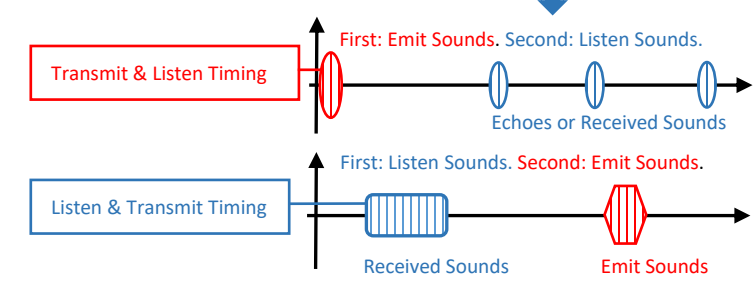 First: Emit Sounds. Second: Listen Sounds.
Transmit & Listen Timing
Echoes or Received Sounds
First: Listen Sounds. Second: Emit Sounds.
Listen & Transmit Timing
Received Sounds
Emit Sounds